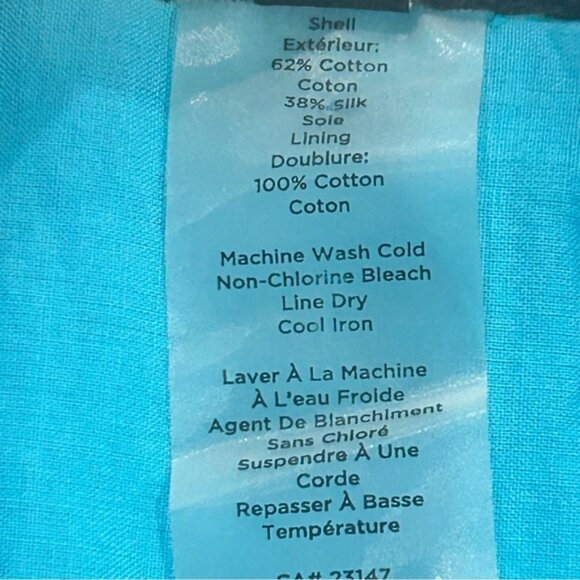 Shell
Extérieur:
62% Cotton
Coton
38% Silk
Soie
Lining
Doublure:
100% Cotton
Coton
Machine Wash Cold
Non-Chlorine Bleach
Line Dry
Cool Iron
Laver À La Machine
À L'eau Froide
Agent De Blanchiment
Sans Chloré
Suspendre À Une
Corde
Repasser À Basse
Température
CA# 23147